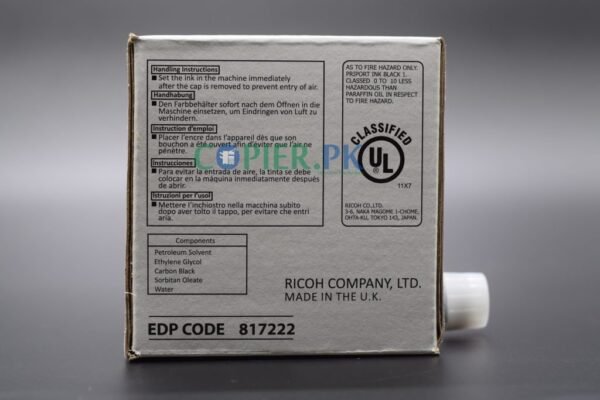 Handling Instructions
■ Set the ink in the machine immediately
after the cap is removed to prevent entry of air.
Handhabung
■ Den Farbbehälter sofort nach dem Öffnen in die
Maschine einsetzen, um Eindringen von Luft zu
verhindern.
Instruction d'emploi
■ Placer l'encre dans l'appareil dès que son
bouchon a été ouvert afin d'éviter que l'air ne
pénètre.
Instrucciones
■ Para evitar la entrada de aire, la tinta se debe
colocar en la máquina inmediatamente después
de abrir.
Istruzioni per l'usol
■ Mettere l'inchiostro nella macchina subito
dopo aver tolto il tappo, per evitare che entri
aria.
Components
Petroleum Solvent
Ethylene Glycol
Carbon Black
Sorbitan Oleate
Water
EDP CODE 817222
AS TO FIRE HAZARD ONLY.
PRIPORT INK BLACK 1.
CLASSED 0 TO 10 LESS
HAZARDOUS THAN
PARAFFIN OIL IN RESPECT
TO FIRE HAZARD.
CLASSIFIED
UL
11X7
RICOH CO.,LTD.
3-6, NAKA MAGOME 1-CHOME,
OHTA-KU, TOKYO 143, JAPAN.
RICOH COMPANY, LTD.
MADE IN THE U.K.
COPIER.PK